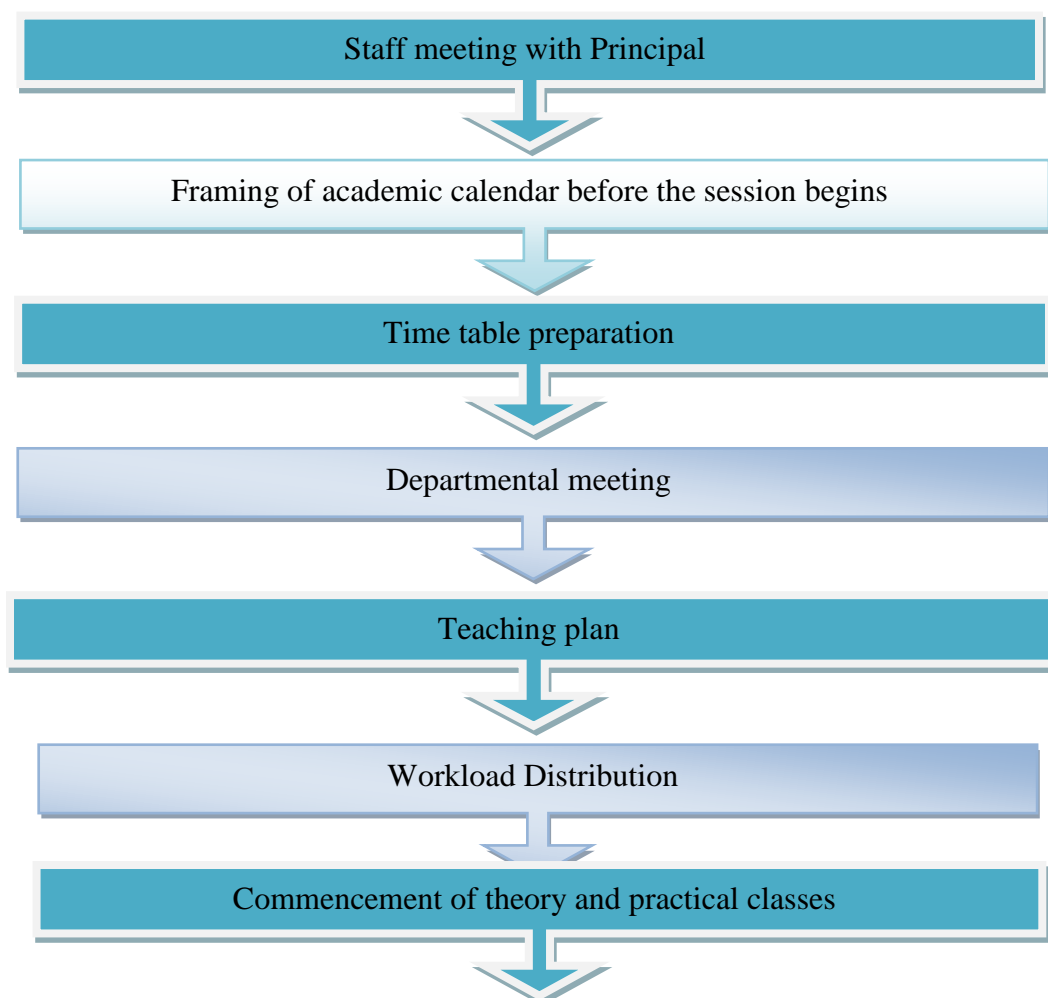 Staff meeting with Principal
Framing of academic calendar before the session begins
Time table preparation
Departmental meeting
Teaching plan
Workload Distribution
Commencement of theory and practical classes